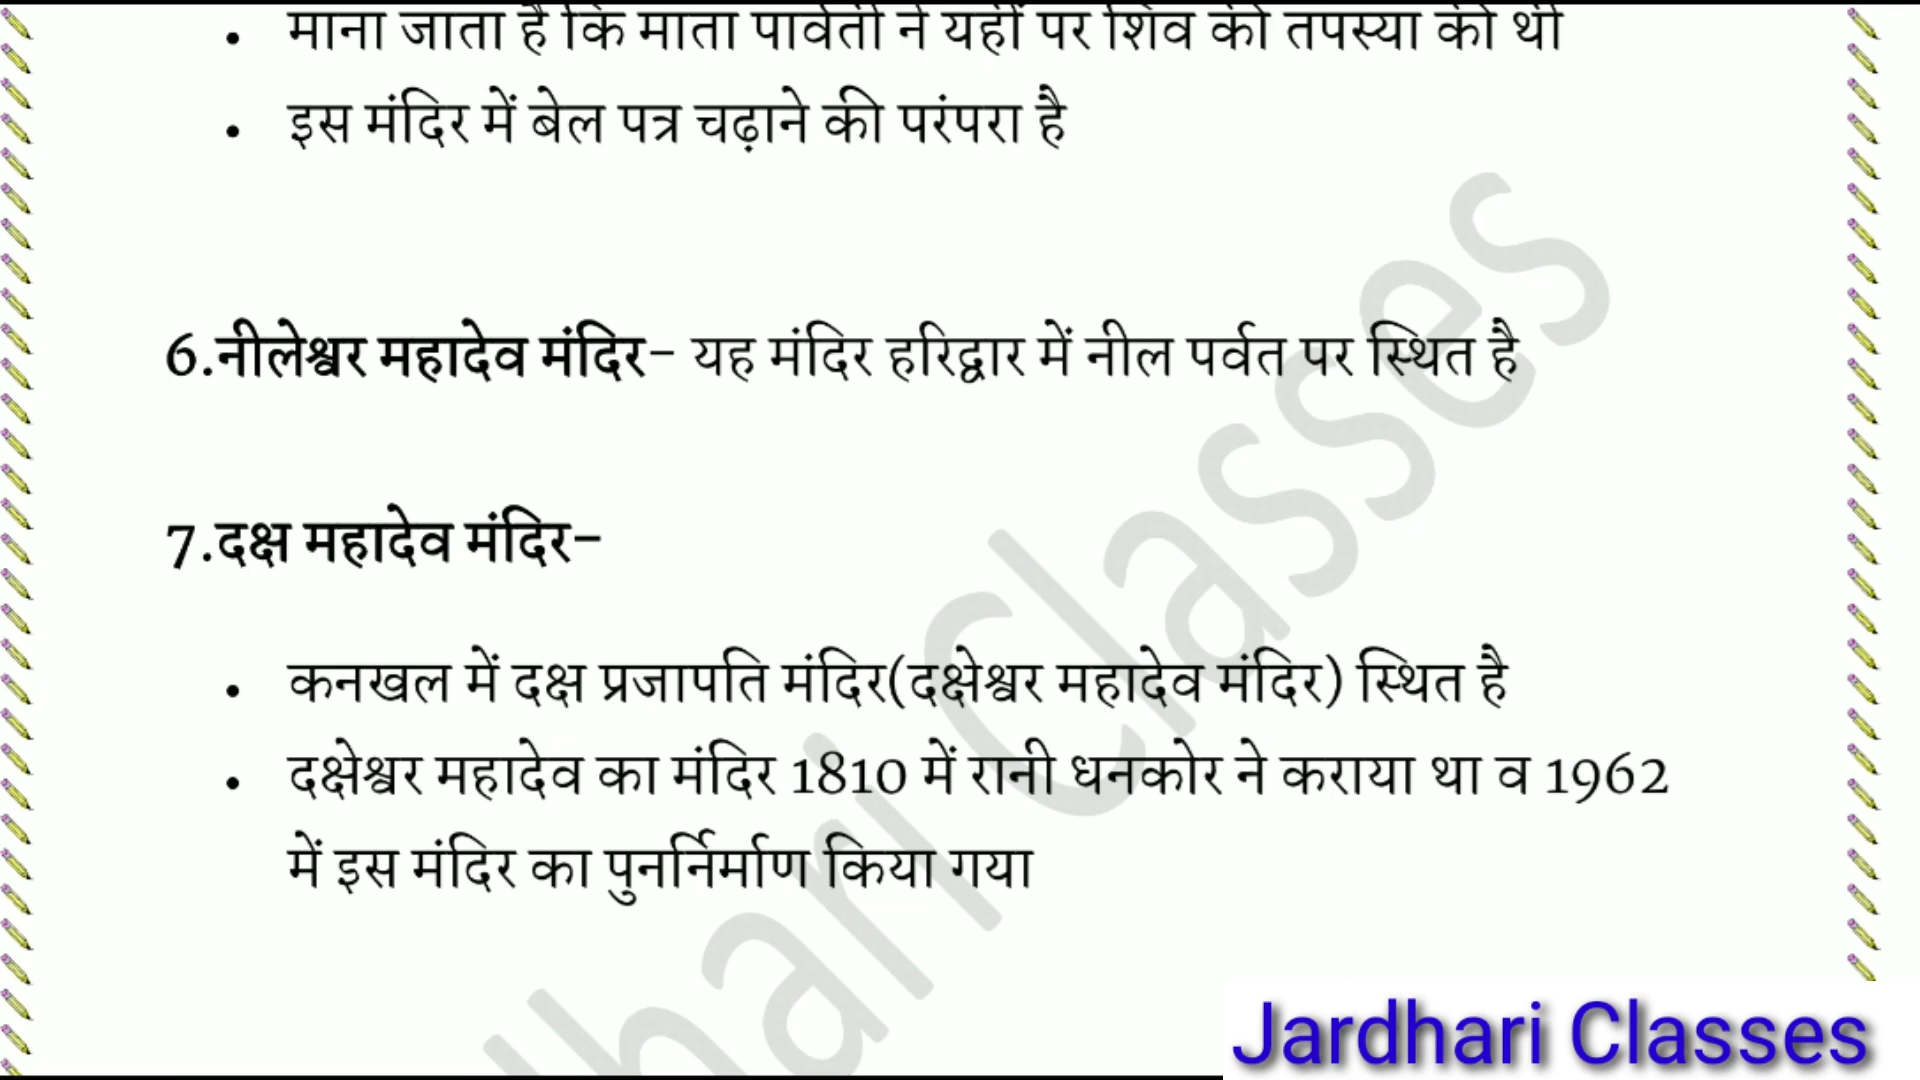 • माना जाता है कि माता पार्वती ने यहीं पर शिव की तपस्या की थी
• इस मंदिर में बेल पत्र चढ़ाने की परंपरा है
6.नीलेश्वर महादेव मंदिर– यह मंदिर हरिद्वार में नील पर्वत पर स्थित है
7.दक्ष महादेव मंदिर–
• कनखल में दक्ष प्रजापति मंदिर(दक्षेश्वर महादेव मंदिर) स्थित है
• दक्षेश्वर महादेव का मंदिर 1810 में रानी धनकोर ने कराया था व 1962
में इस मंदिर का पुनर्निर्माण किया गया
dhari Classes
Jardhari Classes